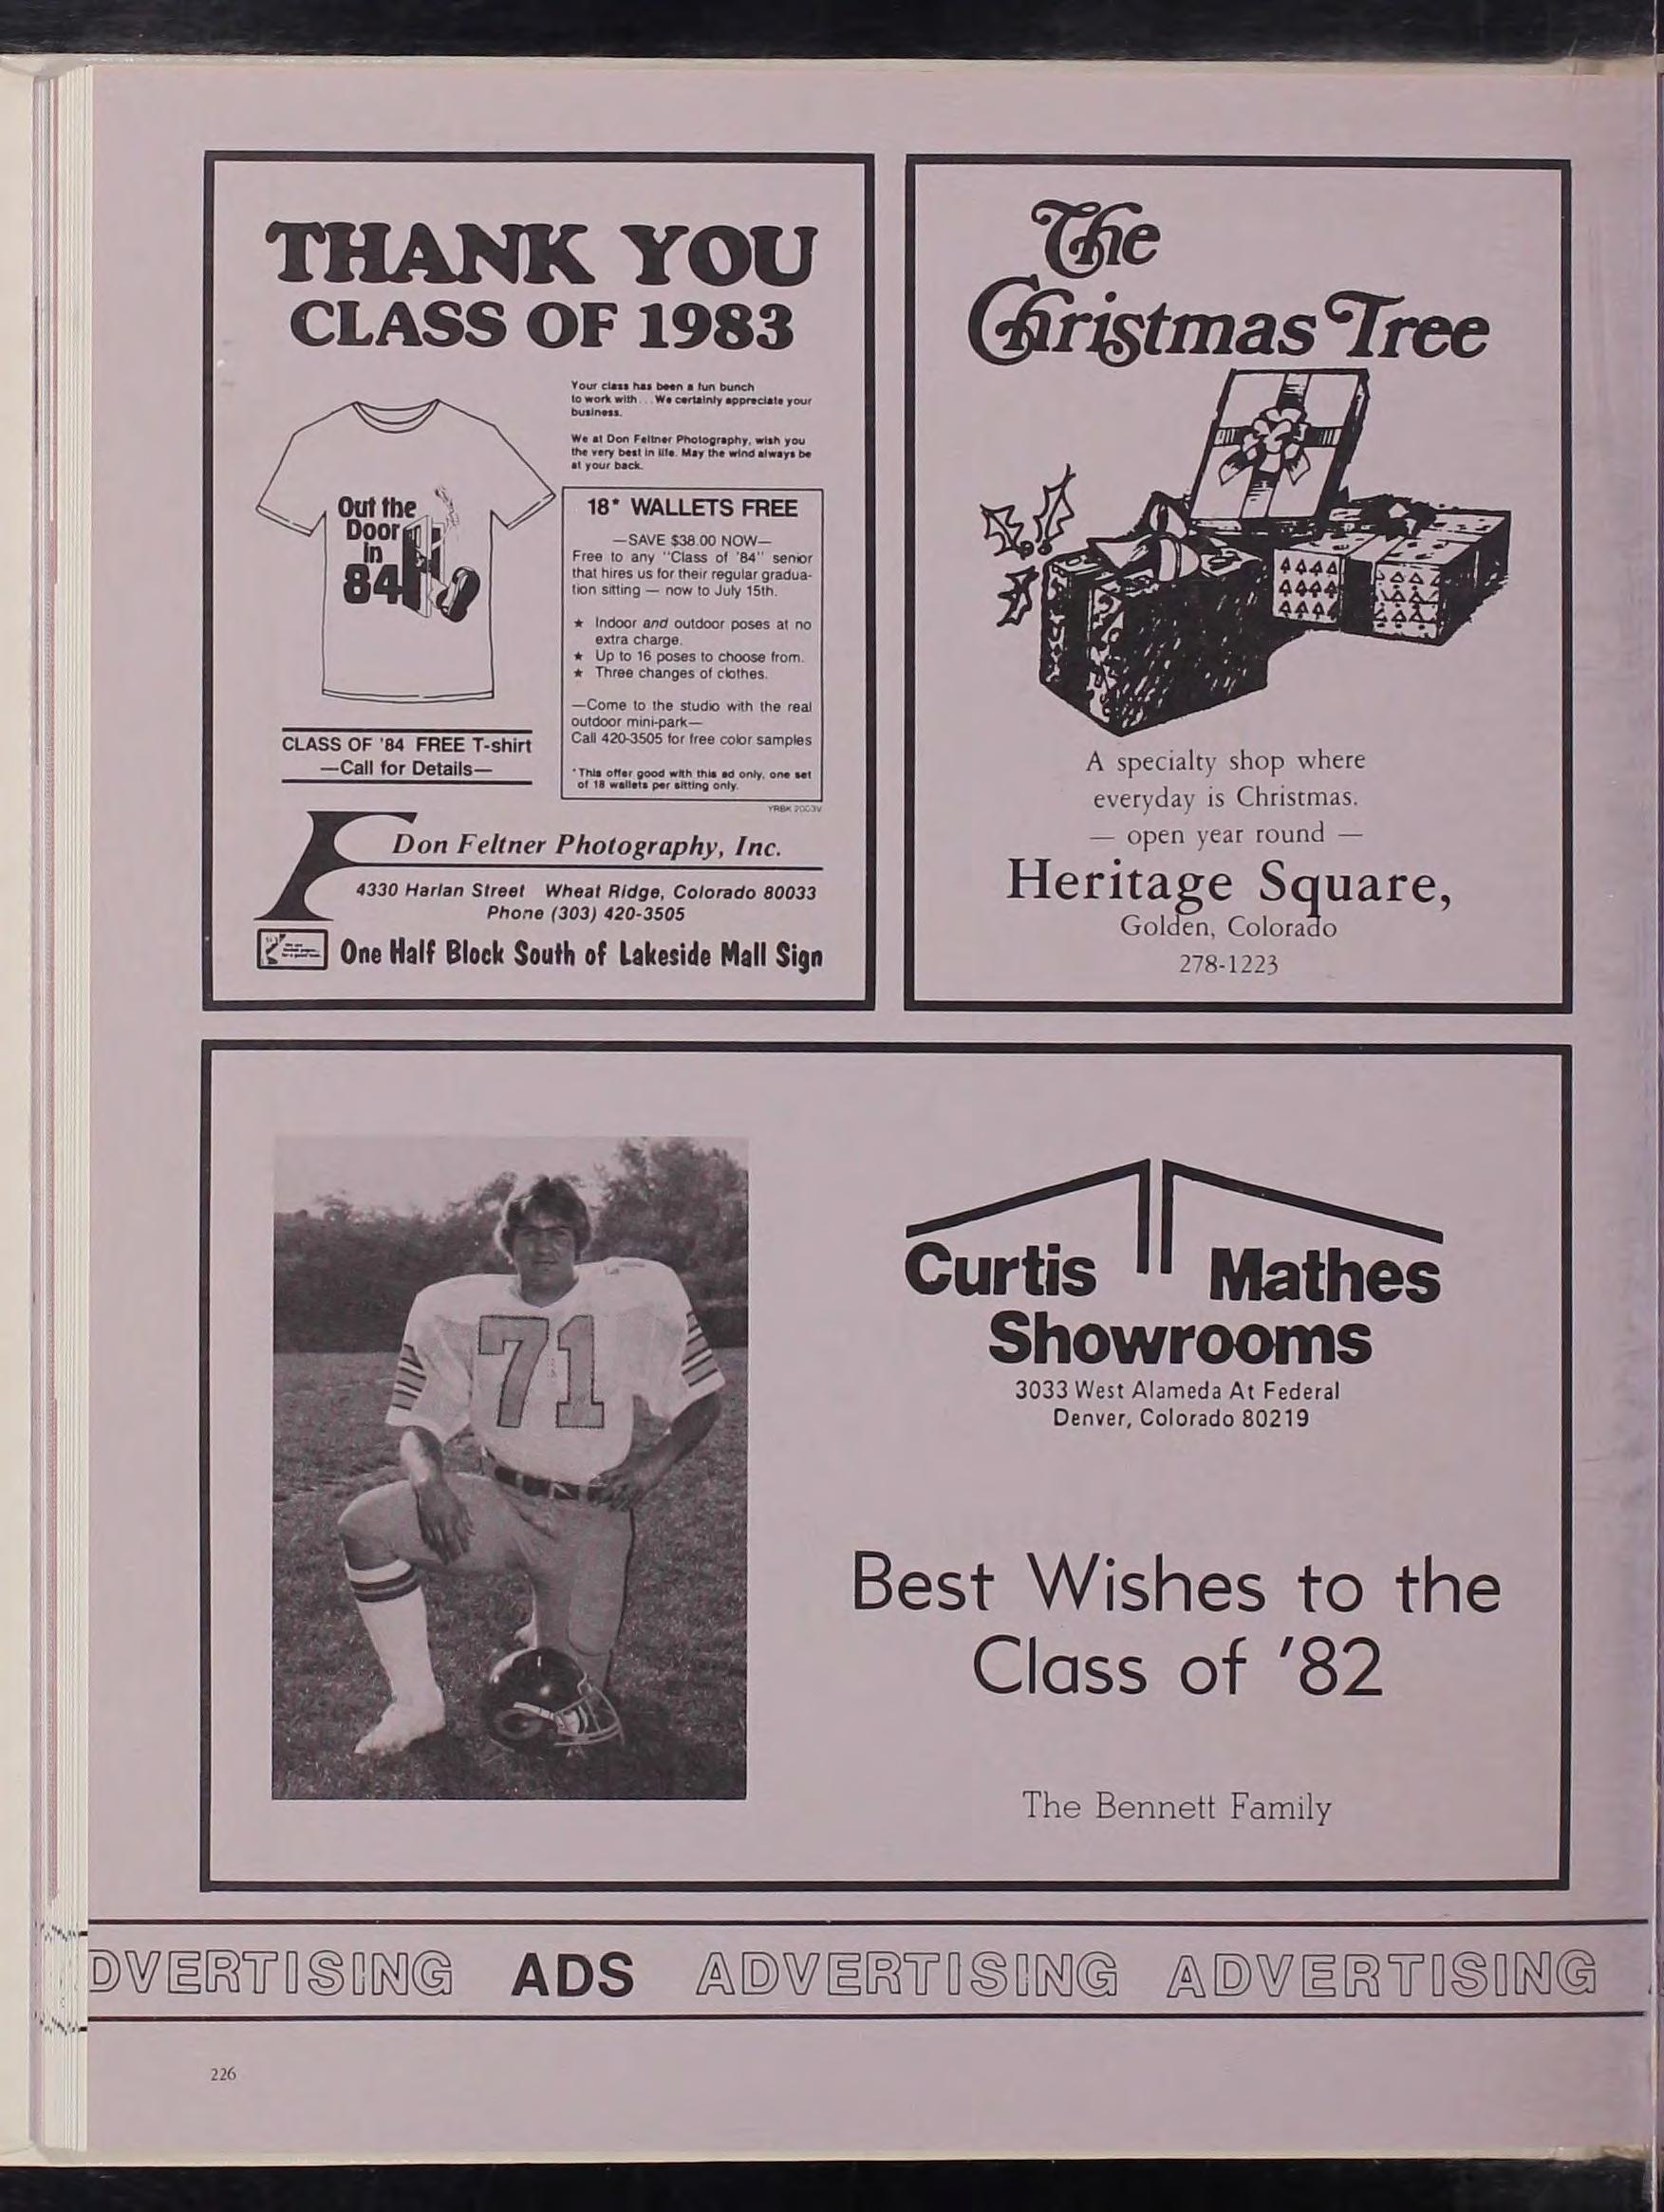 THANK YOU
CLASS OF 1983
Your class has been a fun bunch
to work with... We certainly appreciate your
business.
We at Don Feltner Photography, wish you
the very best in life. May the wind always be
at your back.
Out the
Door
in
84
CLASS OF '84 FREE T-shirt
—Call for Details—
18* WALLETS FREE
—SAVE $38.00 NOW—
Free to any "Class of '84" senior
that hires us for their regular gradua-
tion sitting — now to July 15th.
★ Indoor and outdoor poses at no
extra charge.
★ Up to 16 poses to choose from.
★ Three changes of clothes.
—Come to the studio with the real
outdoor mini-park—
Call 420-3505 for free color samples
*This offer good with this ad only, one set
of 18 wallets per sitting only.
YRBK 2003V
Don Feltner Photography, Inc.
4330 Harlan Street Wheat Ridge, Colorado 80033
Phone (303) 420-3505
One Half Block South of Lakeside Mall Sign
The
Christmas Tree
A specialty shop where
everyday is Christmas.
— open year round —
Heritage Square,
Golden, Colorado
278-1223
71
Curtis Mathes
Showrooms
3033 West Alameda At Federal
Denver, Colorado 80219
Best Wishes to the
Class of '82
The Bennett Family
DVERTISING ADS ADVERTISING ADVERTISING
226